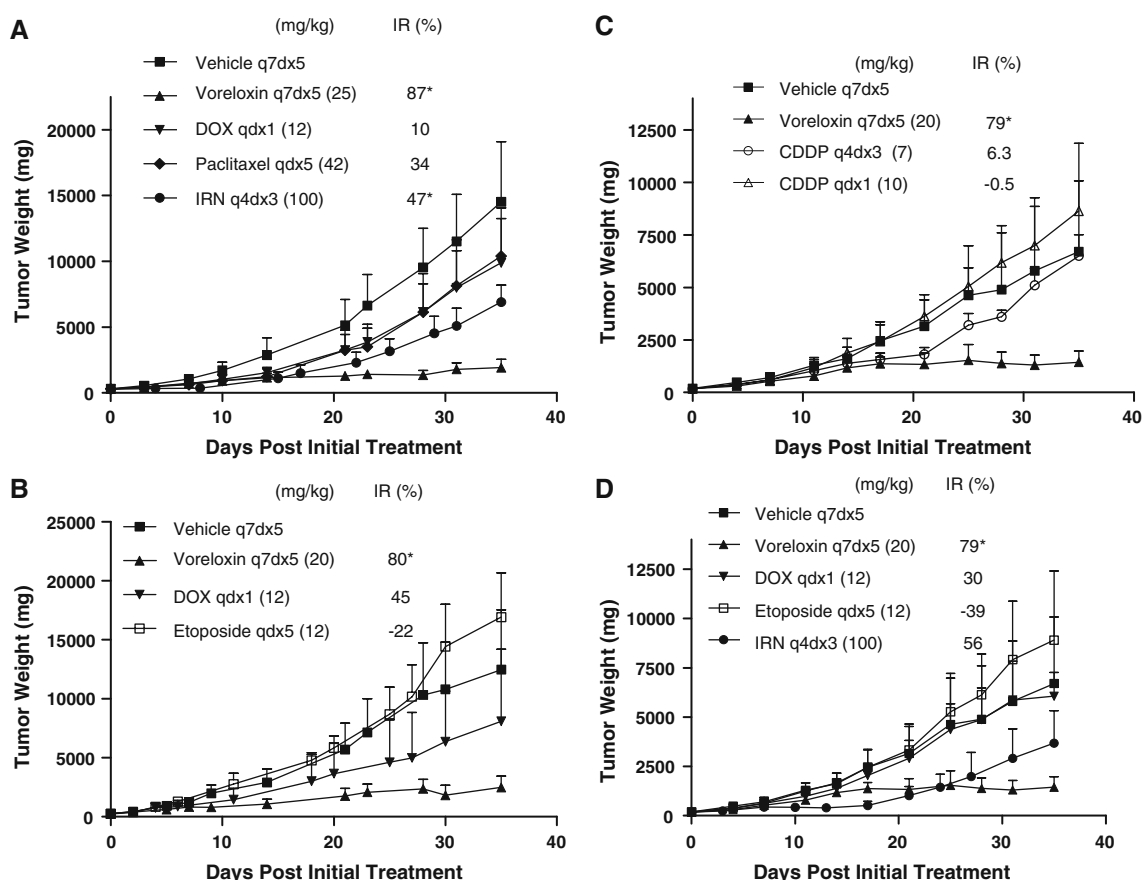 A
(mg/kg) IR (%)
Vehicle q7dx5
Voreloxin q7dx5 (25) 87*
DOX qdx1 (12) 10
Paclitaxel qdx5 (42) 34
IRN q4dx3 (100) 47*
Tumor Weight (mg)
20000
15000
10000
5000
0
0 10 20 30 40
Days Post Initial Treatment
C
(mg/kg) IR (%)
Vehicle q7dx5
Voreloxin q7dx5 (20) 79*
CDDP q4dx3 (7) 6.3
CDDP qdx1 (10) -0.5
Tumor Weight (mg)
12500
10000
7500
5000
2500
0
0 10 20 30 40
Days Post Initial Treatment
B
(mg/kg) IR (%)
Vehicle q7dx5
Voreloxin q7dx5 (20) 80*
DOX qdx1 (12) 45
Etoposide qdx5 (12) -22
Tumor Weight (mg)
25000
20000
15000
10000
5000
0
0 10 20 30 40
Days Post Initial Treatment
D
(mg/kg) IR (%)
Vehicle q7dx5
Voreloxin q7dx5 (20) 79*
DOX qdx1 (12) 30
Etoposide qdx5 (12) -39
IRN q4dx3 (100) 56
Tumor Weight (mg)
12500
10000
7500
5000
2500
0
0 10 20 30 40
Days Post Initial Treatment